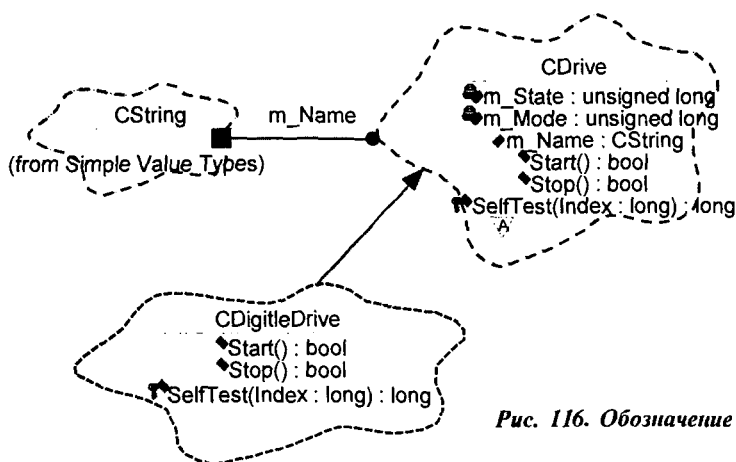 CString
(from Simple Value Types)
m_Name
CDrive
m_State : unsigned long
m_Mode : unsigned long
m_Name : CString
Start() : bool
Stop() : bool
SelfTest(Index : long) : long
A
CDigitleDrive
Start() : bool
Stop() : bool
SelfTest(Index : long) : long
Рис. 116. Обозначение